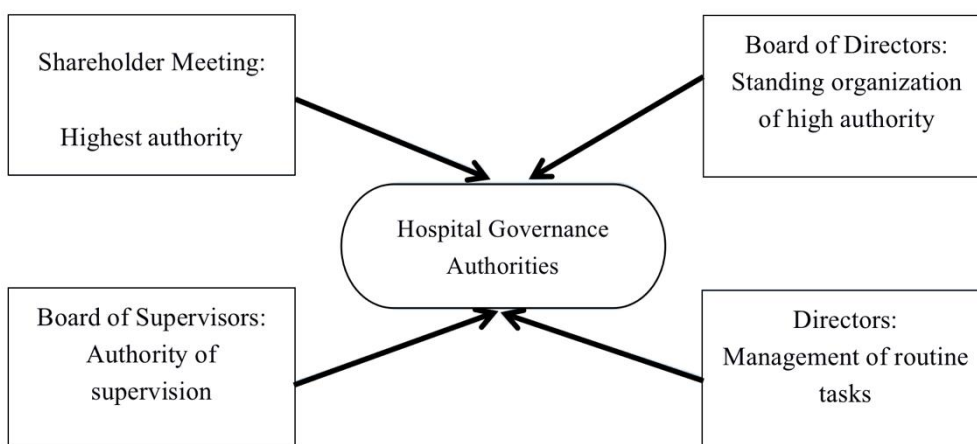 Shareholder Meeting:
Highest authority
Board of Directors:
Standing organization
of high authority
Hospital Governance
Authorities
Board of Supervisors:
Authority of
supervision
Directors:
Management of routine
tasks